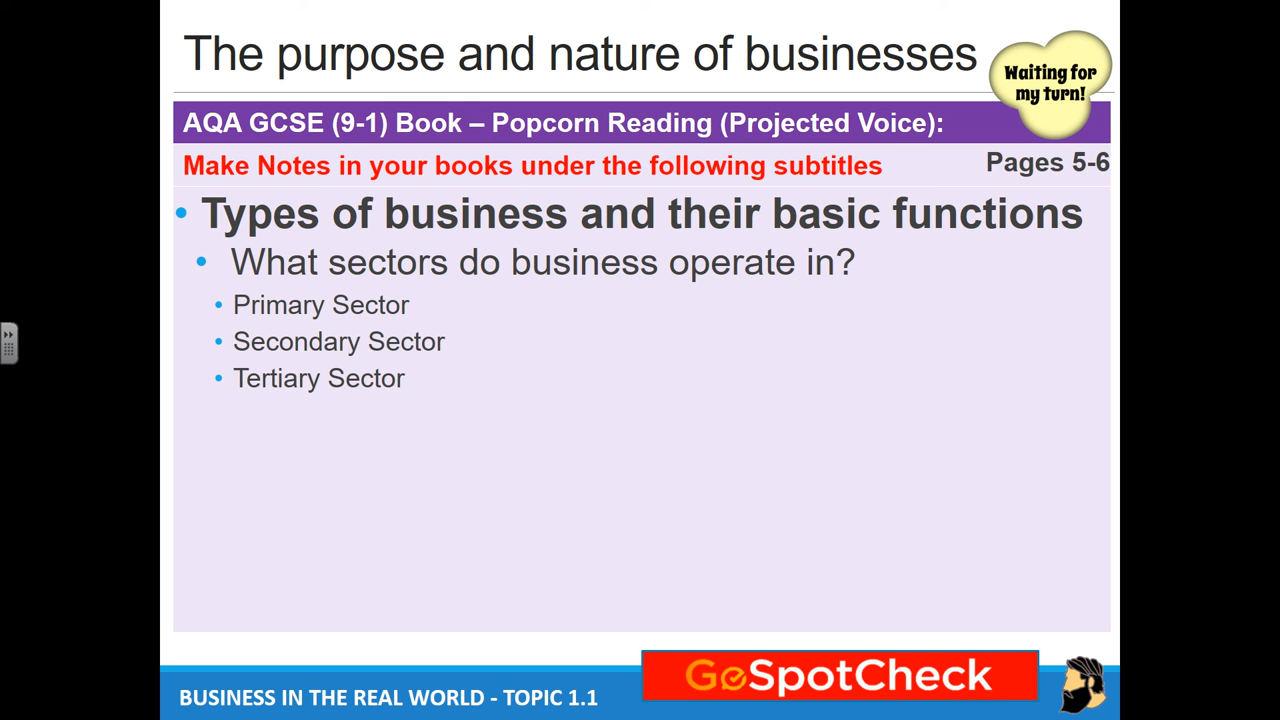 The purpose and nature of businesses
Waiting for
my turn!
AQA GCSE (9-1) Book – Popcorn Reading (Projected Voice):
Make Notes in your books under the following subtitles
Pages 5-6
• Types of business and their basic functions
• What sectors do business operate in?
• Primary Sector
• Secondary Sector
• Tertiary Sector
GoSpotCheck
BUSINESS IN THE REAL WORLD - TOPIC 1.1